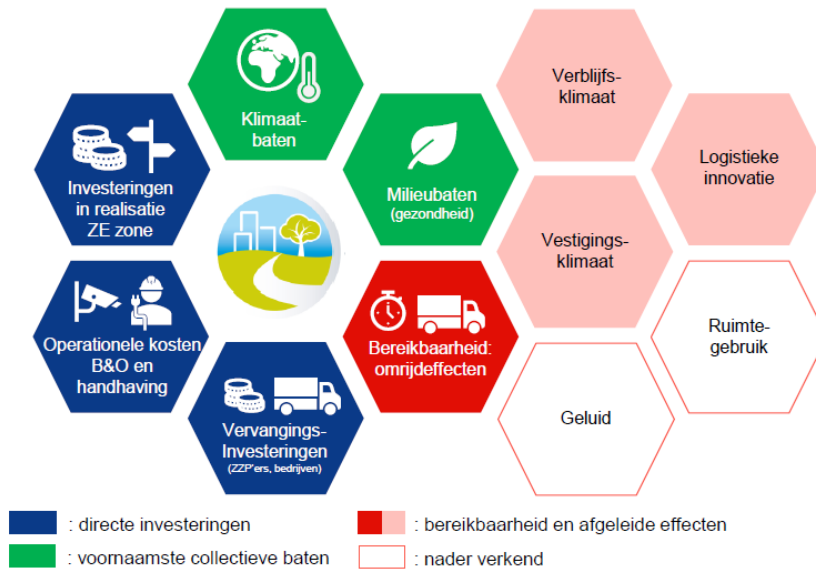 Klimaat-
baten
Verblijfs-
klimaat
Investeringen
in realisatie
ZE zone
Milieubaten
(gezondheid)
Logistieke
innovatie
Vestigings-
klimaat
Operationele kosten
B&O en
handhaving
Bereikbaarheid:
omrijdeffecten
Ruimte-
gebruik
Vervangings-
Investeringen
(ZZP'ers, bedrijven)
Geluid
: directe investeringen
: bereikbaarheid en afgeleide effecten
: voornaamste collectieve baten
: nader verkend